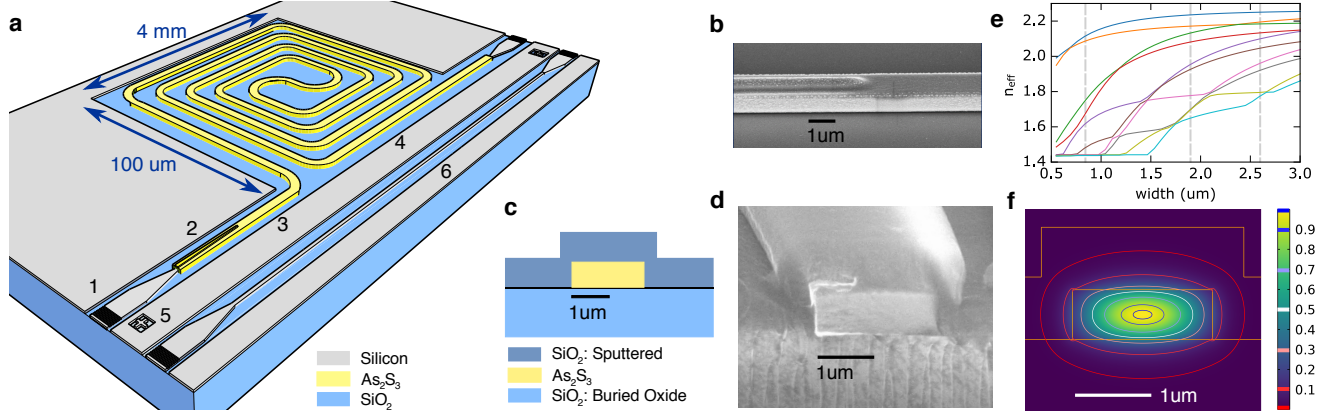 a
4 mm
100 um
1
2
3
4
5
6
Silicon
As₂S₃
SiO₂
b
1um
c
1um
SiO₂: Sputtered
As₂S₃
SiO₂: Buried Oxide
d
1um
e
2.2
2.0
1.8
1.6
1.4
n_eff
0.5 1.0 1.5 2.0 2.5 3.0
width (um)
f
1um
0.9
0.8
0.7
0.6
0.5
0.4
0.3
0.2
0.1